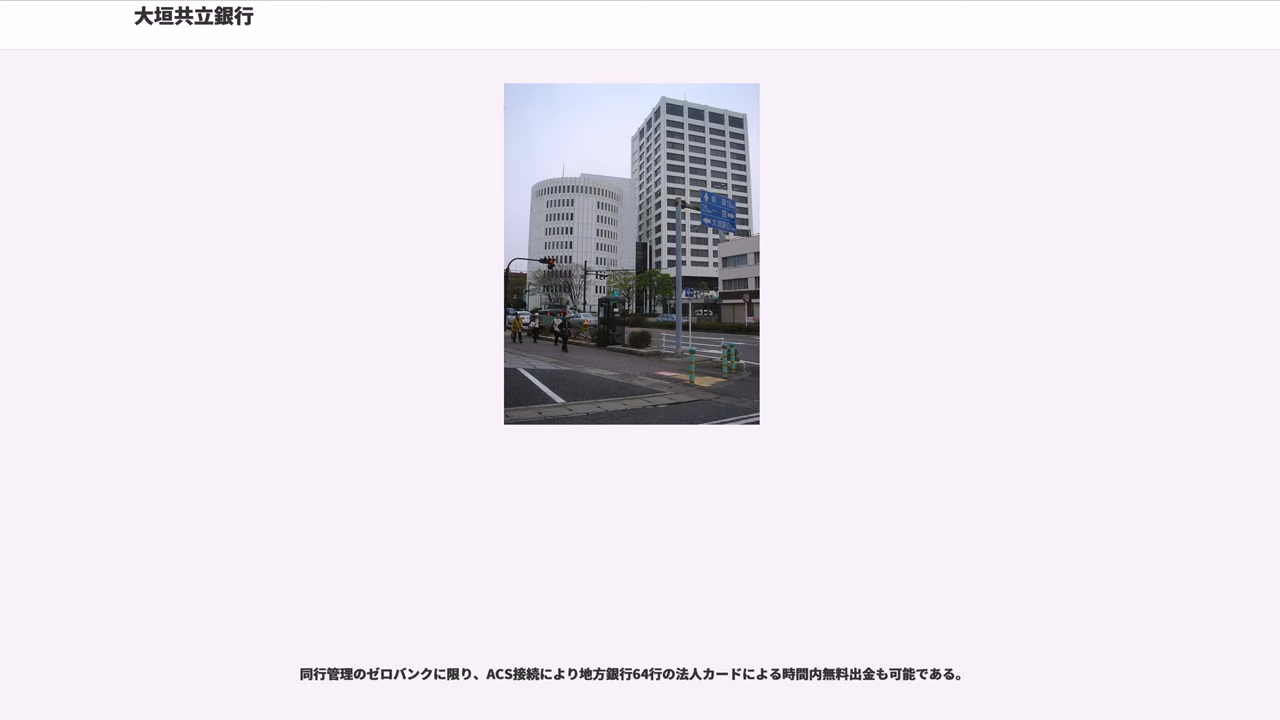 大垣共立銀行
同行管理のゼロバンクに限り、ACS接続により地方銀行64行の法人カードによる時間内無料出金も可能である。